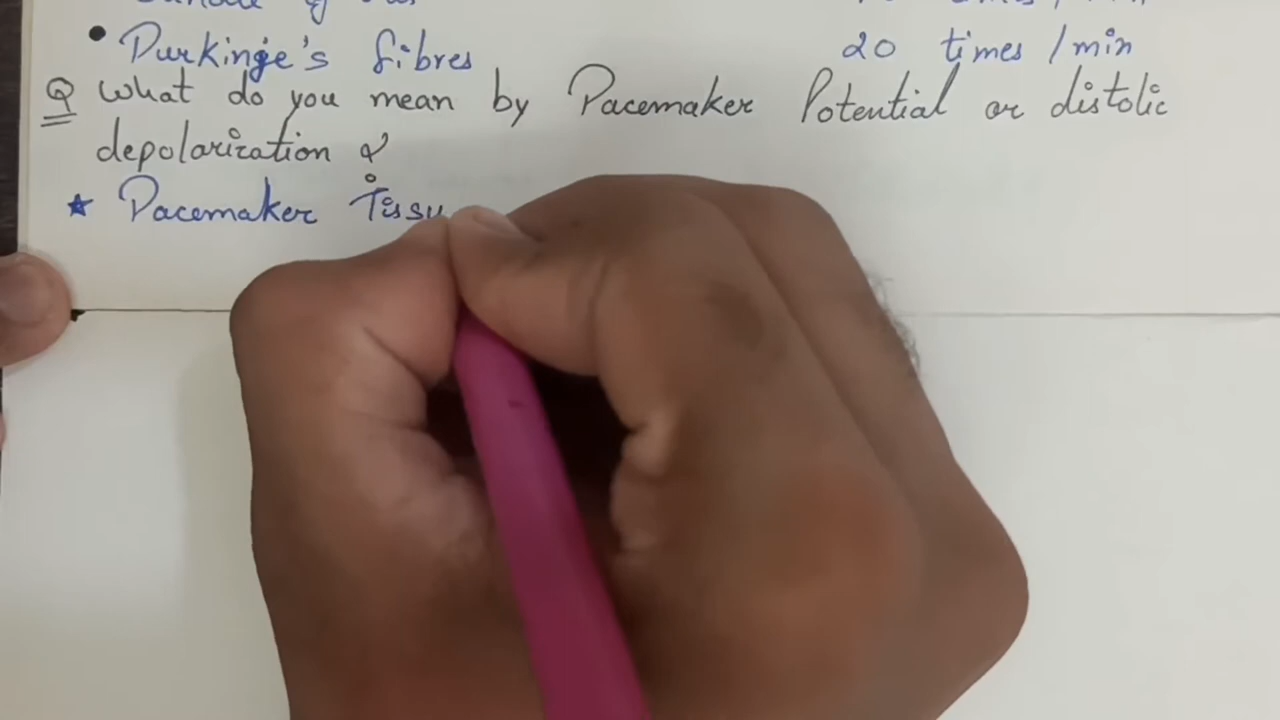 • Purkinje's fibres 20 times / min
Q What do you mean by Pacemaker Potential or distolic
depolarization ?
★ Pacemaker Tissu